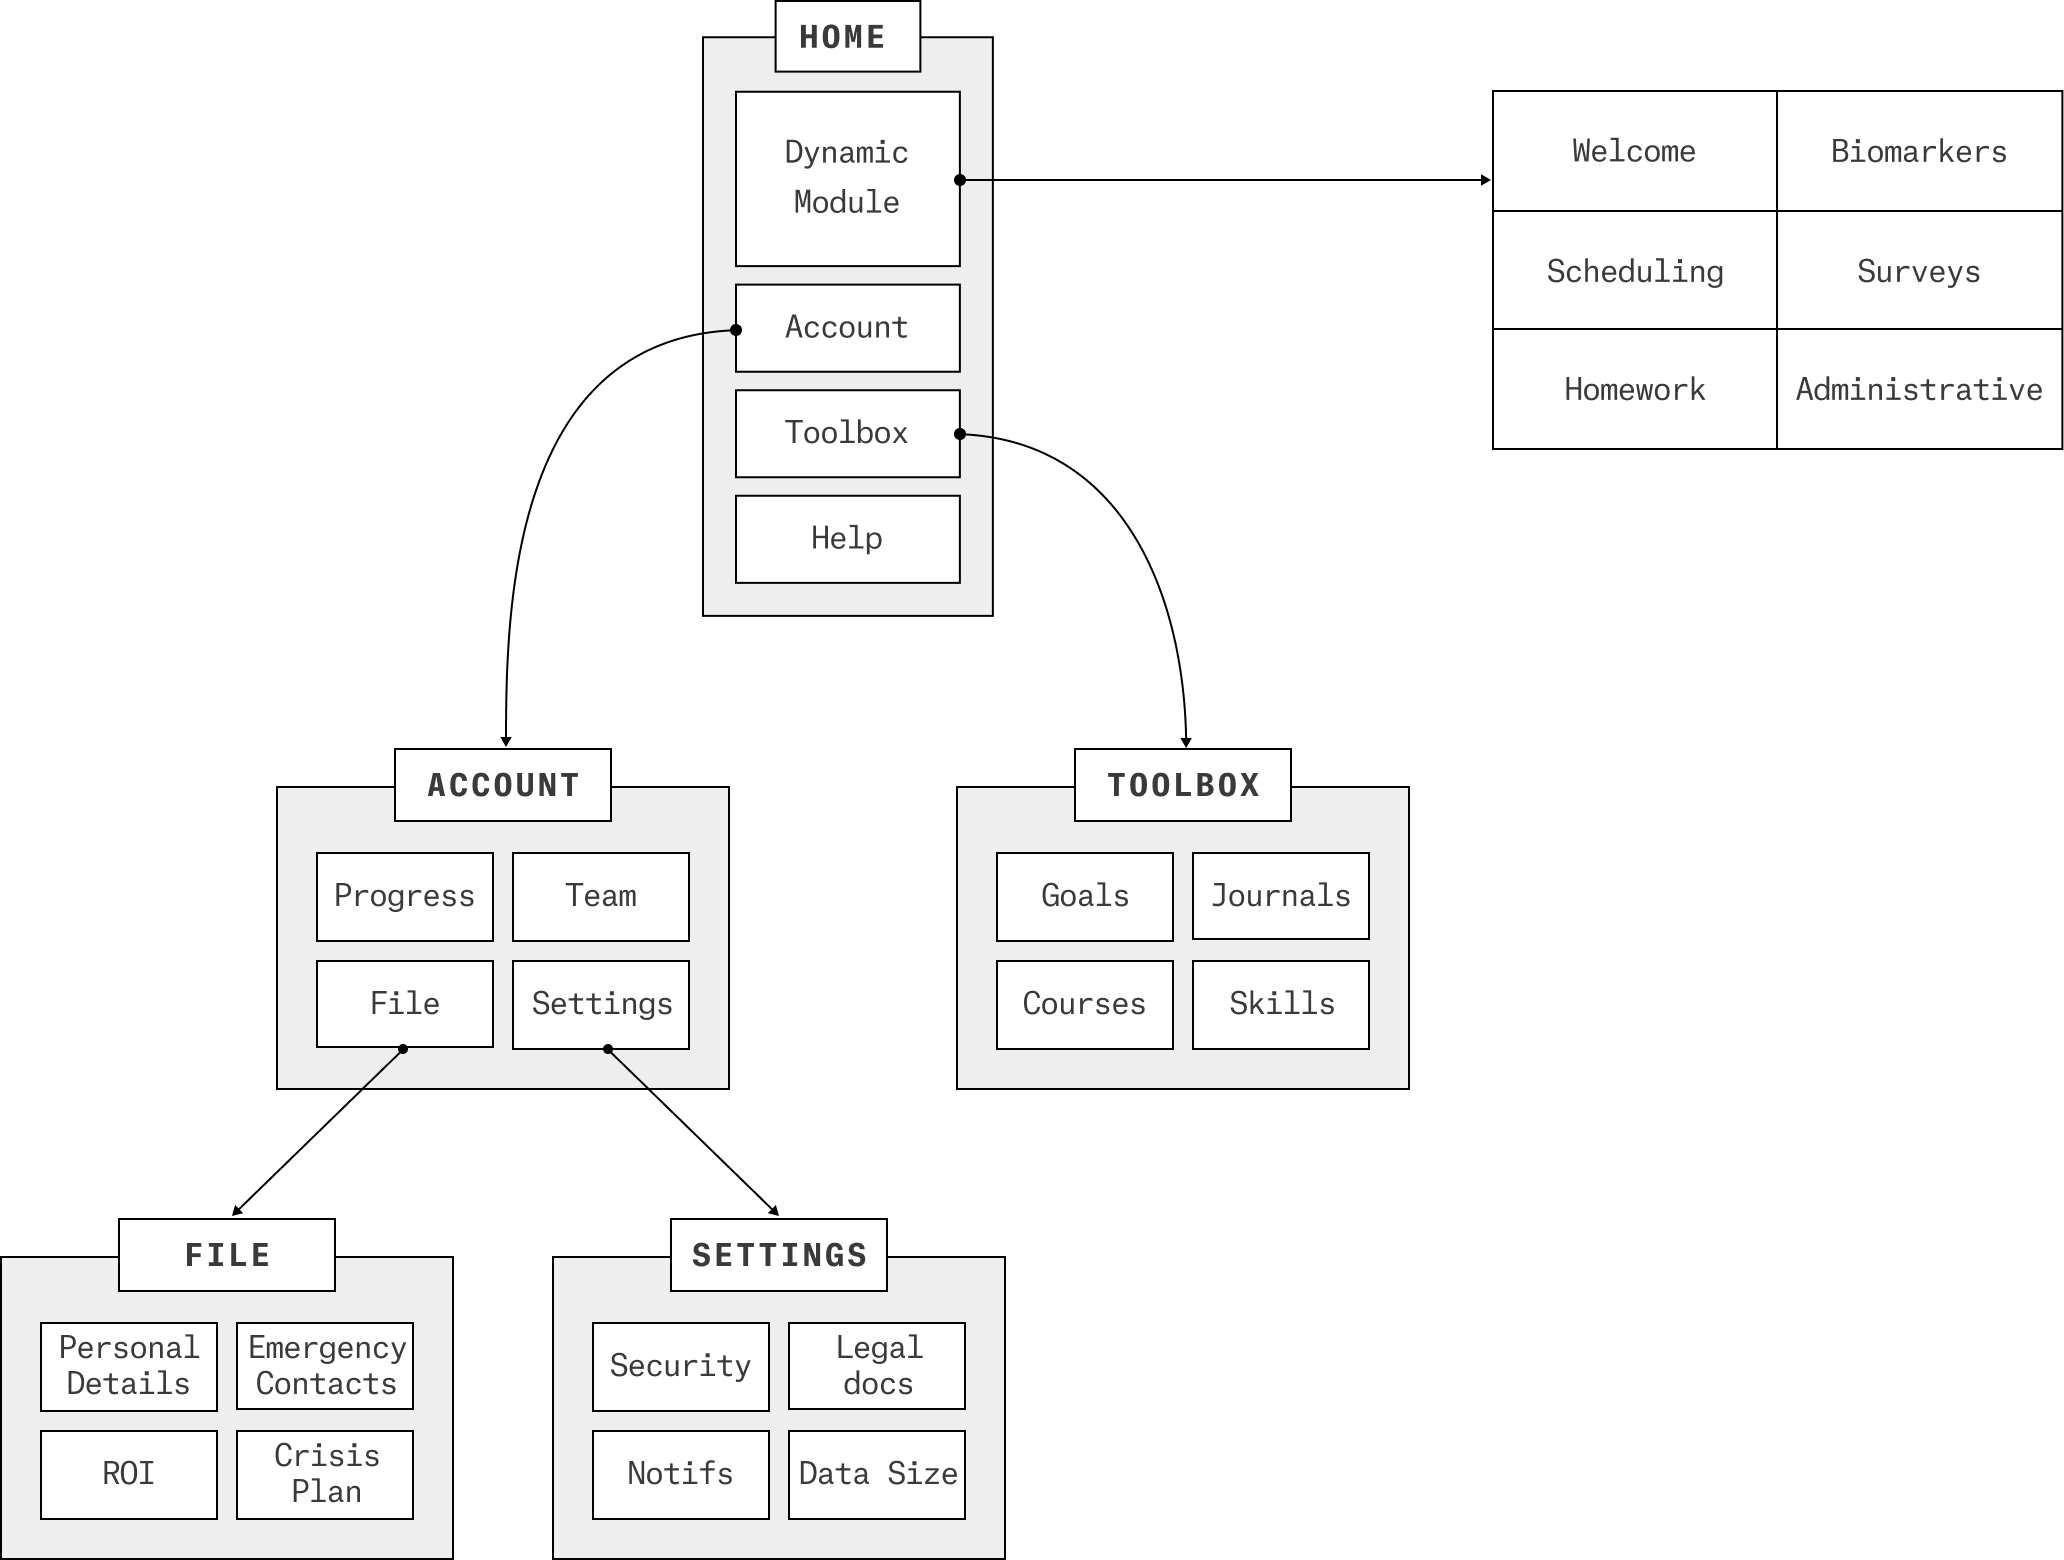 HOME
Dynamic
Module
Account
Toolbox
Help
Welcome
Biomarkers
Scheduling
Surveys
Homework
Administrative
ACCOUNT
Progress
Team
File
Settings
TOOLBOX
Goals
Journals
Courses
Skills
FILE
Personal
Details
Emergency
Contacts
ROI
Crisis
Plan
SETTINGS
Security
Legal
docs
Notifs
Data Size